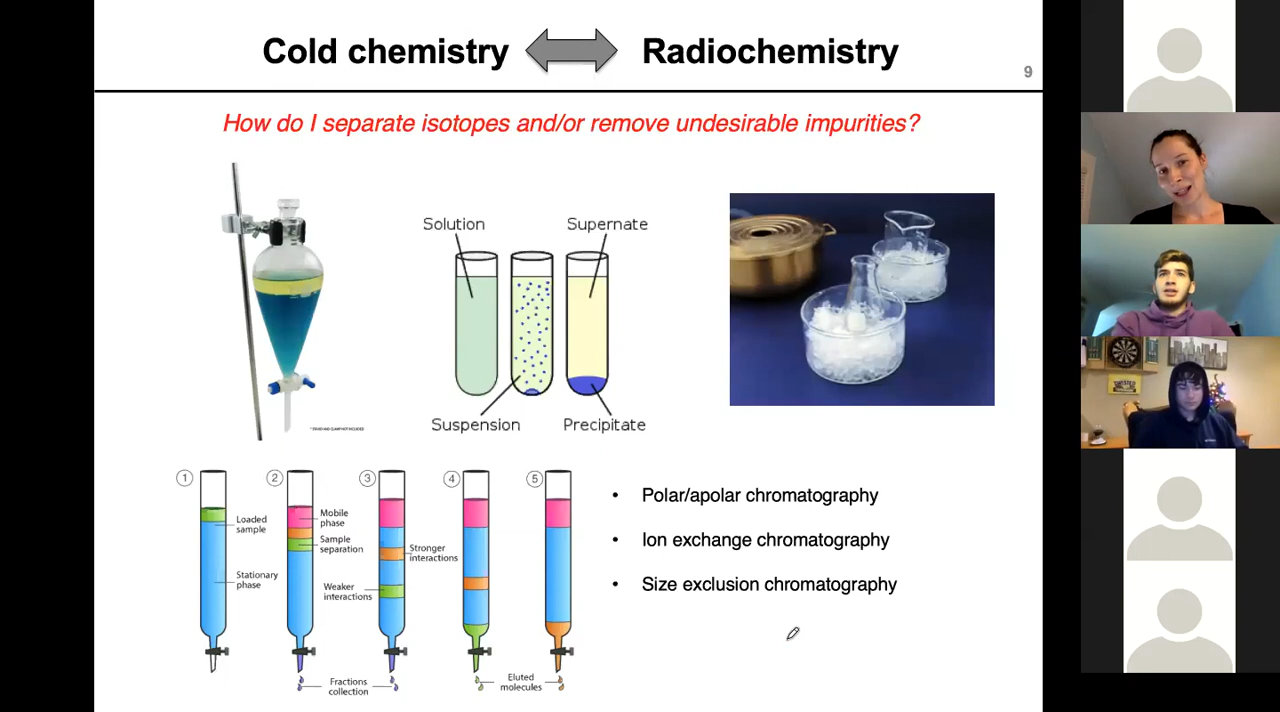 Cold chemistry
Radiochemistry
9
How do I separate isotopes and/or remove undesirable impurities?
Solution
Supernate
Suspension
Precipitate
1
2
3
4
5
Loaded
sample
Mobile
phase
Sample
separation
Stationary
phase
Stronger
interactions
Weaker
interactions
Fractions
collection
Eluted
molecules
• Polar/apolar chromatography
• Ion exchange chromatography
• Size exclusion chromatography